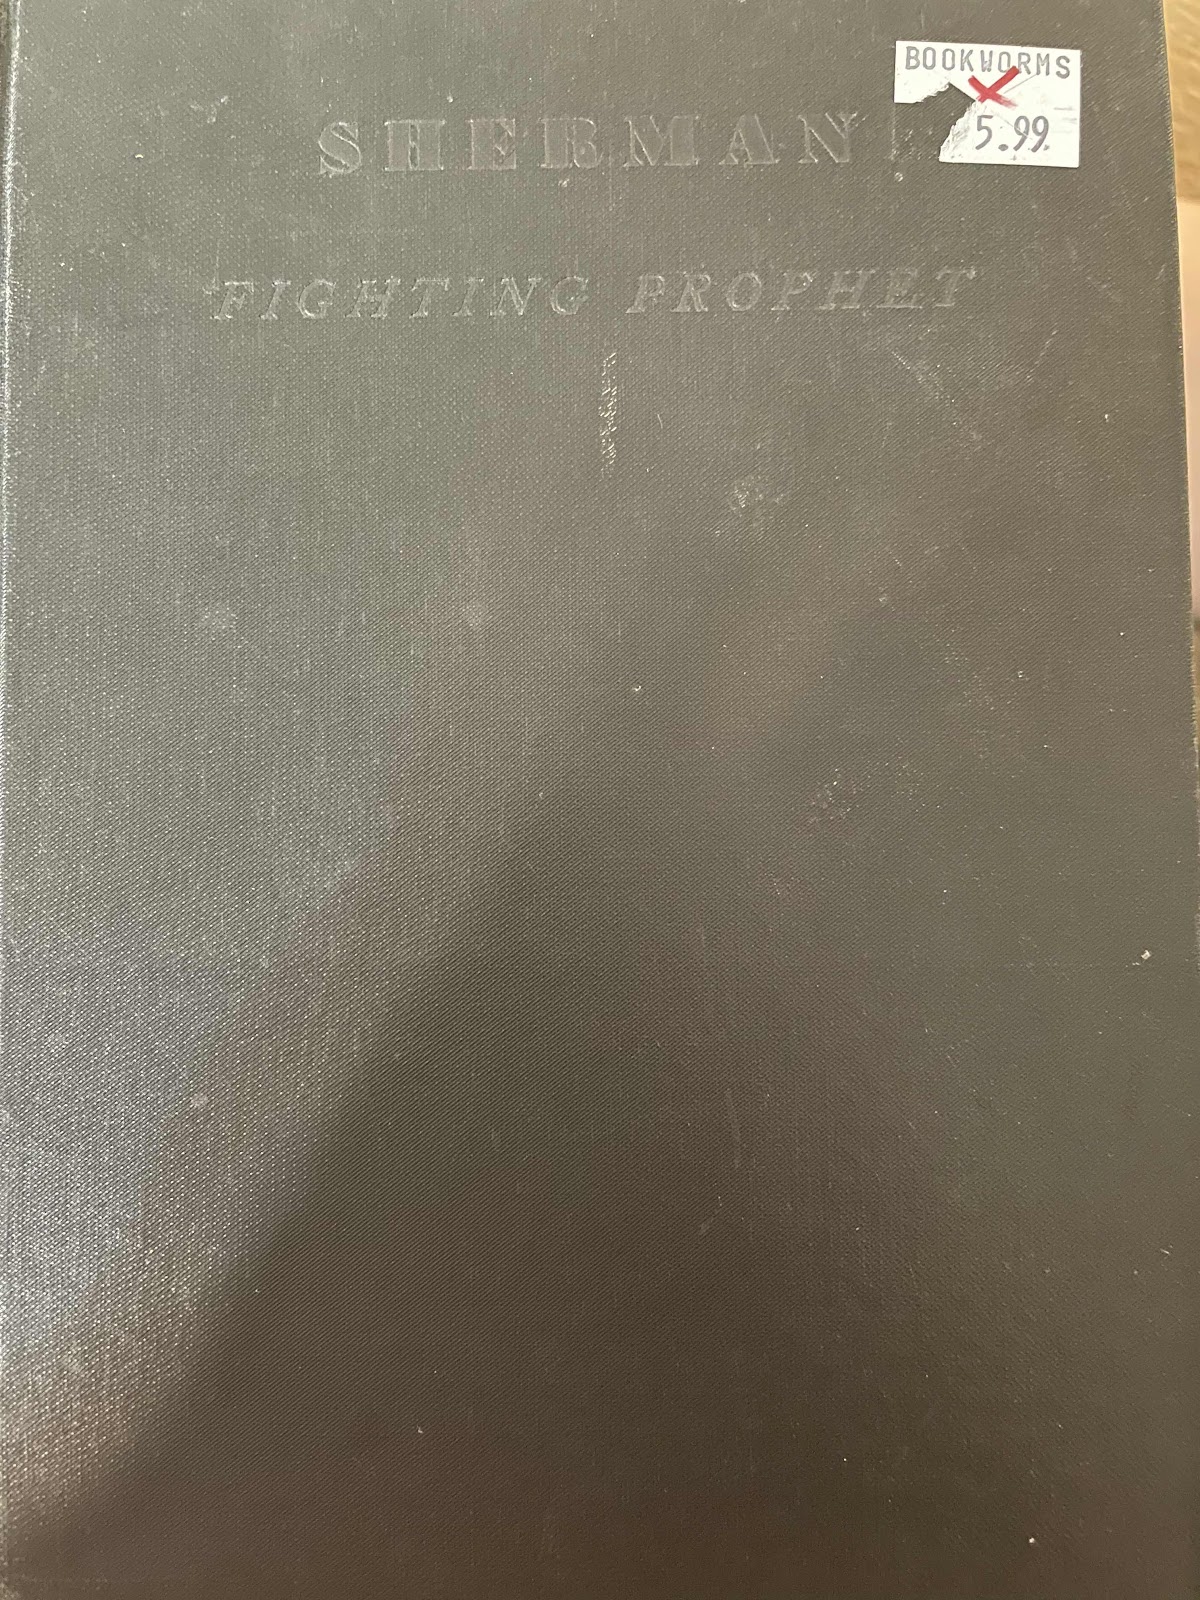 BOOKWORMS
5.99
SHERMAN
FIGHTING PROPHET